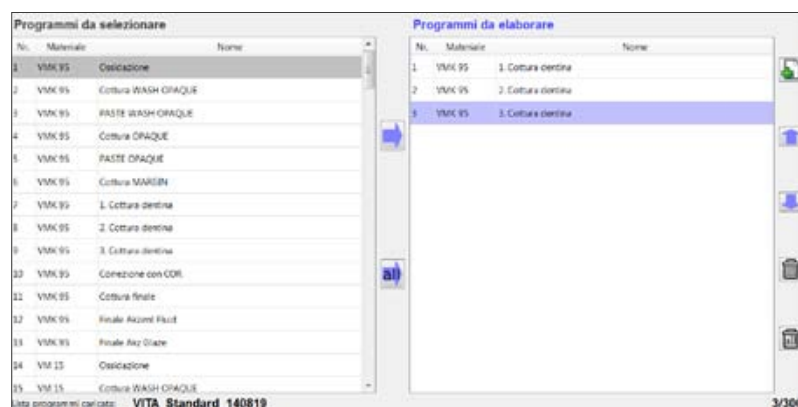 Programmi da selezionare
Nr. Materiale Nome
1 VMK 95 Ossidazione
2 VMK 95 Cottura WASH OPAQUE
3 VMK 95 PASTE WASH OPAQUE
4 VMK 95 Cottura OPAQUE
5 VMK 95 PASTE OPAQUE
6 VMK 95 Cottura MARGIN
7 VMK 95 1. Cottura dentina
8 VMK 95 2. Cottura dentina
9 VMK 95 3. Cottura dentina
10 VMK 95 Correzione con COR.
11 VMK 95 Cottura finale
12 VMK 95 Finale Akzent Fluid
13 VMK 95 Finale Akz Glaze
14 VM 15 Ossidazione
15 VM 15 Cottura WASH OPAQUE
Lista programmi caricata: VITA_Standard_140819
all
Programmi da elaborare
Nr. Materiale Nome
1 VMK 95 1. Cottura dentina
2 VMK 95 2. Cottura dentina
3 VMK 95 3. Cottura dentina
3/300